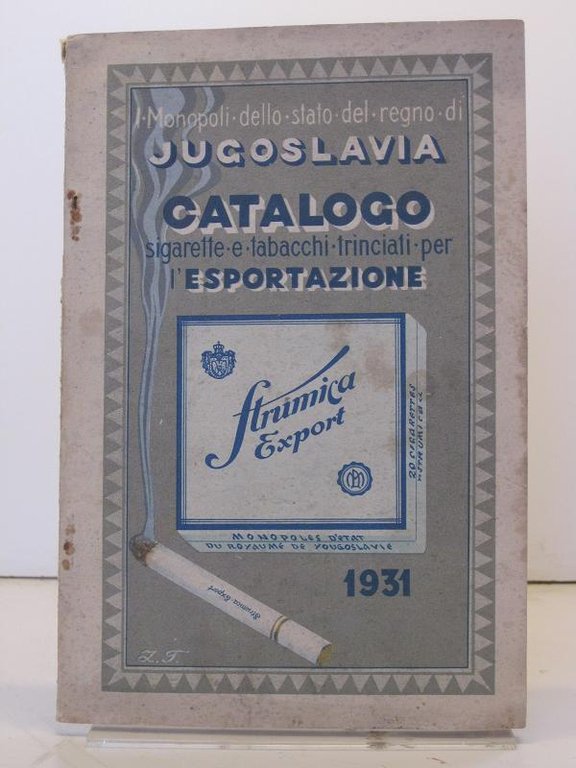 I·Monopoli·dello·stato·del·regno·di
JUGOSLAVIA
CATALOGO
sigarette·e·tabacchi·trinciati·per
l'ESPORTAZIONE
Strumica
Export
20 CIGARETTES
"STRUMICA"
MONOPOLES D'ETAT
DU ROYAUME DE YOUGOSLAVIE
Strumica Export
1931
Z.T.